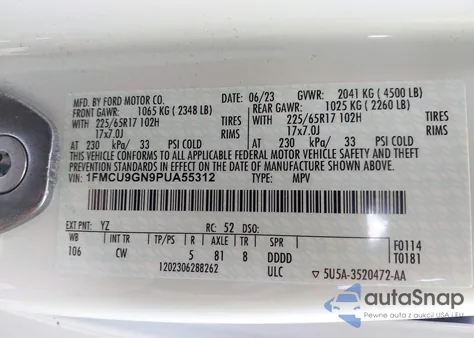 MFD. BY FORD MOTOR CO.
DATE: 06/23 GVWR: 2041 KG ( 4500 LB)
FRONT GAWR: 1065 KG ( 2348 LB) REAR GAWR: 1025 KG ( 2260 LB)
WITH 225/65R17 102H TIRES WITH 225/65R17 102H TIRES
17x7.0J RIMS 17x7.0J RIMS
AT 230 kPa/ 33 PSI COLD AT 230 kPa/ 33 PSI COLD
THIS VEHICLE CONFORMS TO ALL APPLICABLE FEDERAL MOTOR VEHICLE SAFETY AND THEFT
PREVENTION STANDARDS IN EFFECT ON THE DATE OF MANUFACTURE SHOWN ABOVE.
VIN: 1FMCU9GN9PUA55312 TYPE: MPV
EXT PNT: YZ RC: 52 DSO:
WB INT TR TP/PS R AXLE TR SPR
106 CW 5 81 8 DDDD
F0114
T0181
1202306288262 ULC 5U5A-3520472-AA
autoSnap
Pewne auta z aukcji USA i EU